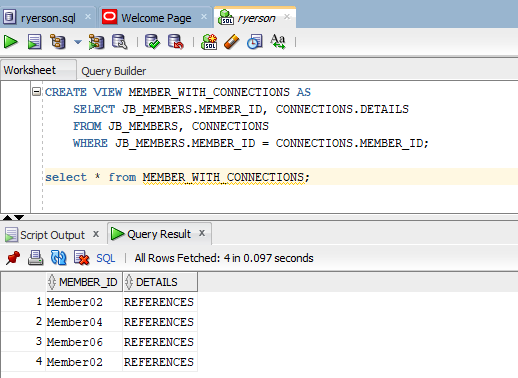 ryerson.sql Welcome Page ryerson
SQL Aa
Worksheet Query Builder
CREATE VIEW MEMBER_WITH_CONNECTIONS AS
SELECT JB_MEMBERS.MEMBER_ID, CONNECTIONS.DETAILS
FROM JB_MEMBERS, CONNECTIONS
WHERE JB_MEMBERS.MEMBER_ID = CONNECTIONS.MEMBER_ID;
select * from MEMBER_WITH_CONNECTIONS;
Script Output x Query Result x
SQL | All Rows Fetched: 4 in 0.097 seconds
MEMBER_ID DETAILS
1 Member02 REFERENCES
2 Member04 REFERENCES
3 Member06 REFERENCES
4 Member02 REFERENCES